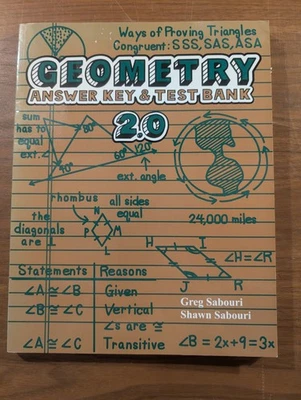 Ways of Proving Triangles
Congruent: SSS, SAS, ASA
GEOMETRY
ANSWER KEY & TEST BANK
2.0
sum
has to
equal
ext. ∠
80°
40°
60°
120°
ext. angle
rhombus
all sides
equal
the
diagonals
are ⊥
N
P
M
L
24,000 miles
H
I
J
R
∠H = ∠R
Statements
Reasons
∠A ≅ ∠B
Given
∠B ≅ ∠C
Vertical
∠s are ≅
∠A ≅ ∠C
Transitive
Greg Sabouri
Shawn Sabouri
∠B = 2x+9=3x